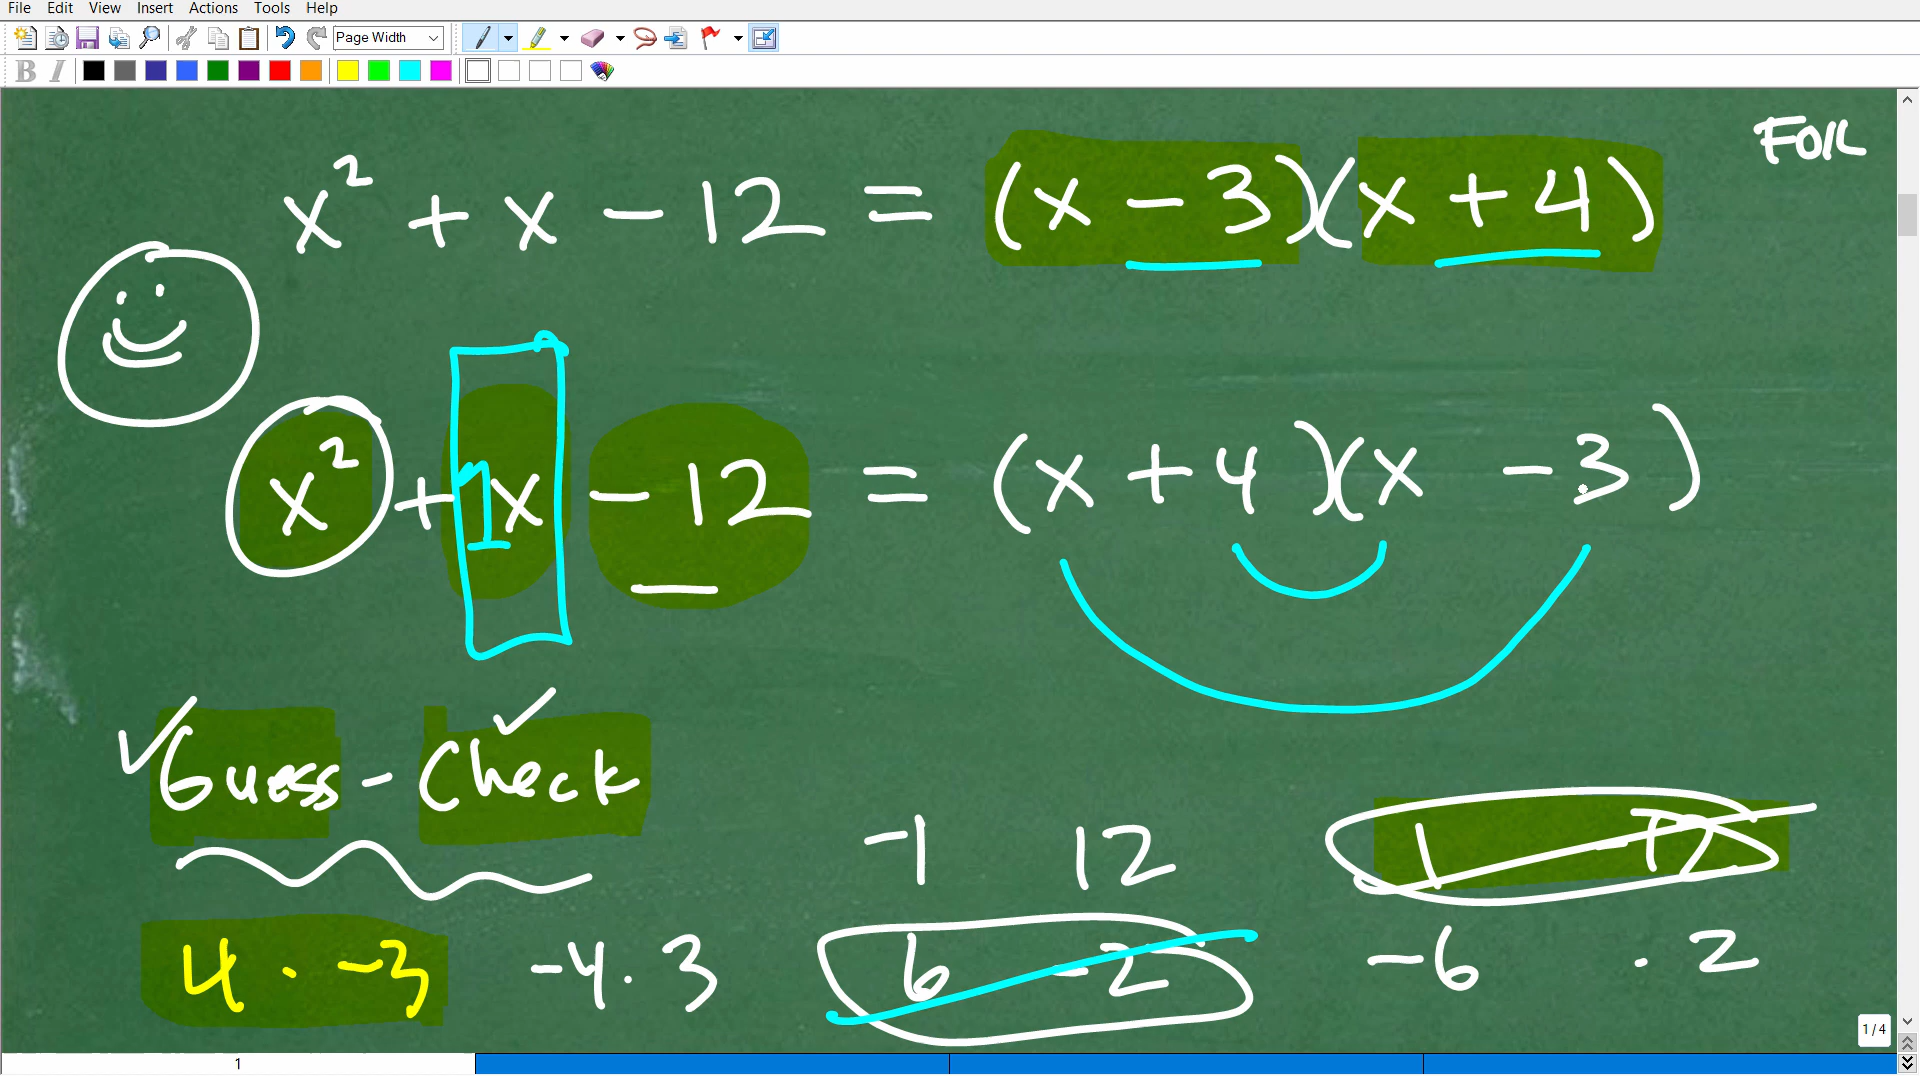 File Edit View Insert Actions Tools Help
Page Width
B I
FOIL
x² + x - 12 = (x - 3)(x + 4)
x² + 1x - 12 = (x + 4)(x - 3)
Guess - Check
-1 12 1 -12
4 · -3 -4 · 3 6 -2 -6 · 2
1/4
1